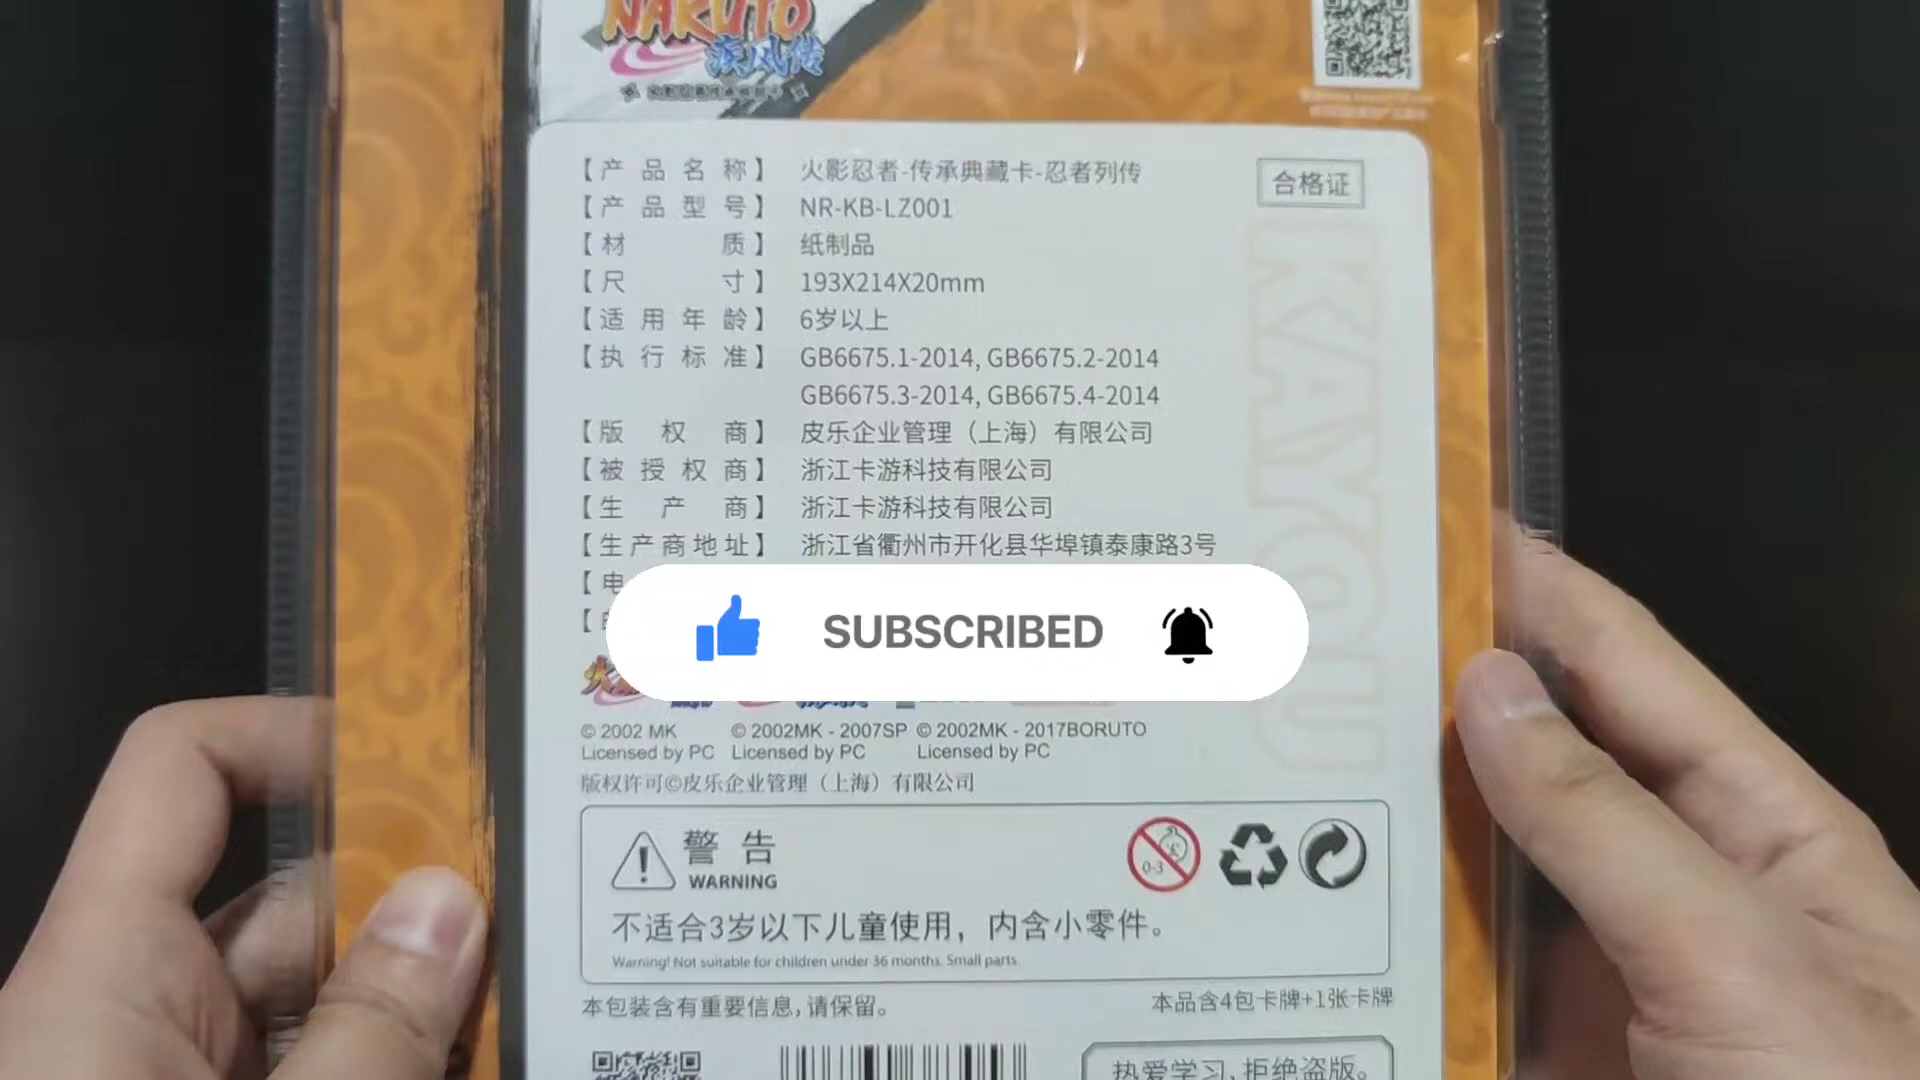 NARUTO
疾风传
【产品名称】 火影忍者-传承典藏卡-忍者列传
合格证
【产品型号】 NR-KB-LZ001
【材质】 纸制品
【尺寸】 193X214X20mm
【适用年龄】 6岁以上
【执行标准】 GB6675.1-2014, GB6675.2-2014
GB6675.3-2014, GB6675.4-2014
【版权商】 皮乐企业管理（上海）有限公司
【被授权商】 浙江卡游科技有限公司
【生产商】 浙江卡游科技有限公司
【生产商地址】 浙江省衢州市开化县华埠镇泰康路3号
【电
KAYOU
SUBSCRIBED
© 2002 MK © 2002MK - 2007SP © 2002MK - 2017BORUTO
Licensed by PC Licensed by PC Licensed by PC
版权许可©皮乐企业管理（上海）有限公司
警告
WARNING
0-3
不适合3岁以下儿童使用，内含小零件。
Warning! Not suitable for children under 36 months. Small parts
本包装含有重要信息,请保留。
本品含4包卡牌+1张卡牌
热爱学习,拒绝盗版。